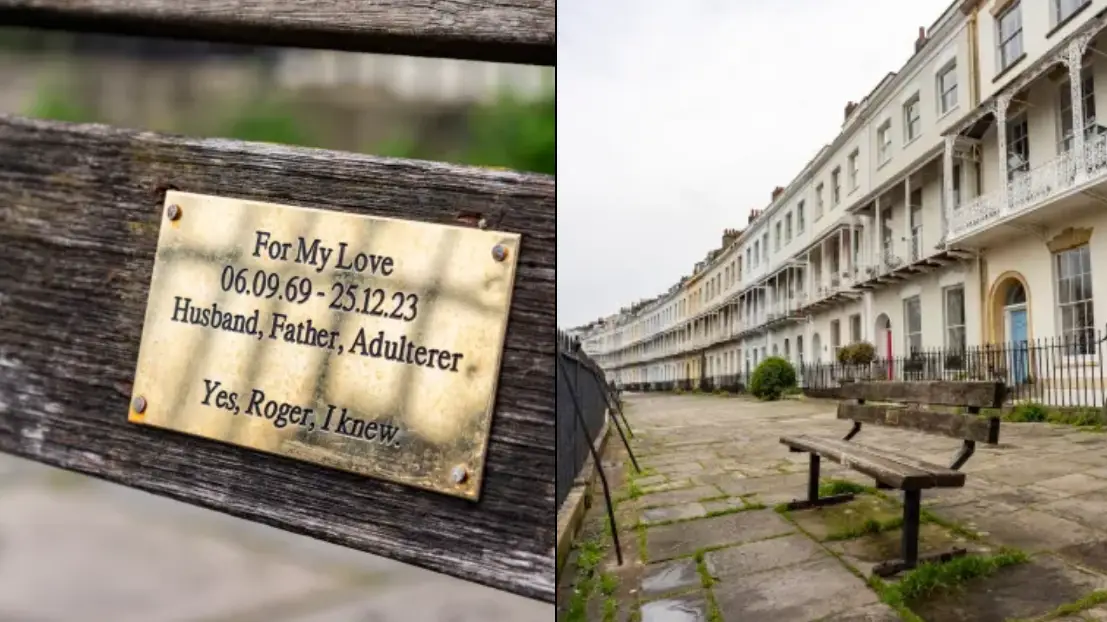 For My Love
06.09.69 - 25.12.23
Husband, Father, Adulterer
Yes, Roger, I knew.